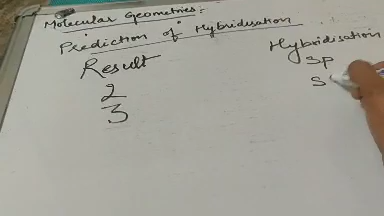 Molecular Geometries:-
Prediction of Hybridisation
Result Hybridisation
2 sp
3 s